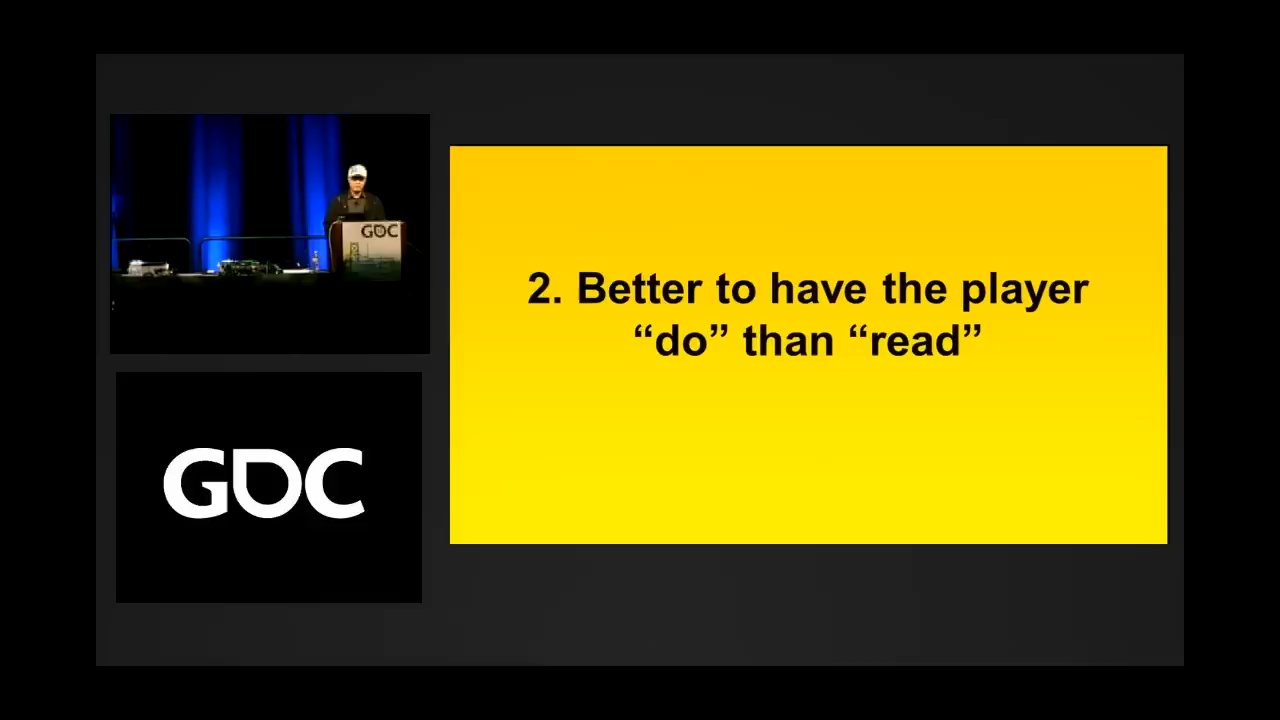 GDC
GDC
2. Better to have the player
“do” than “read”